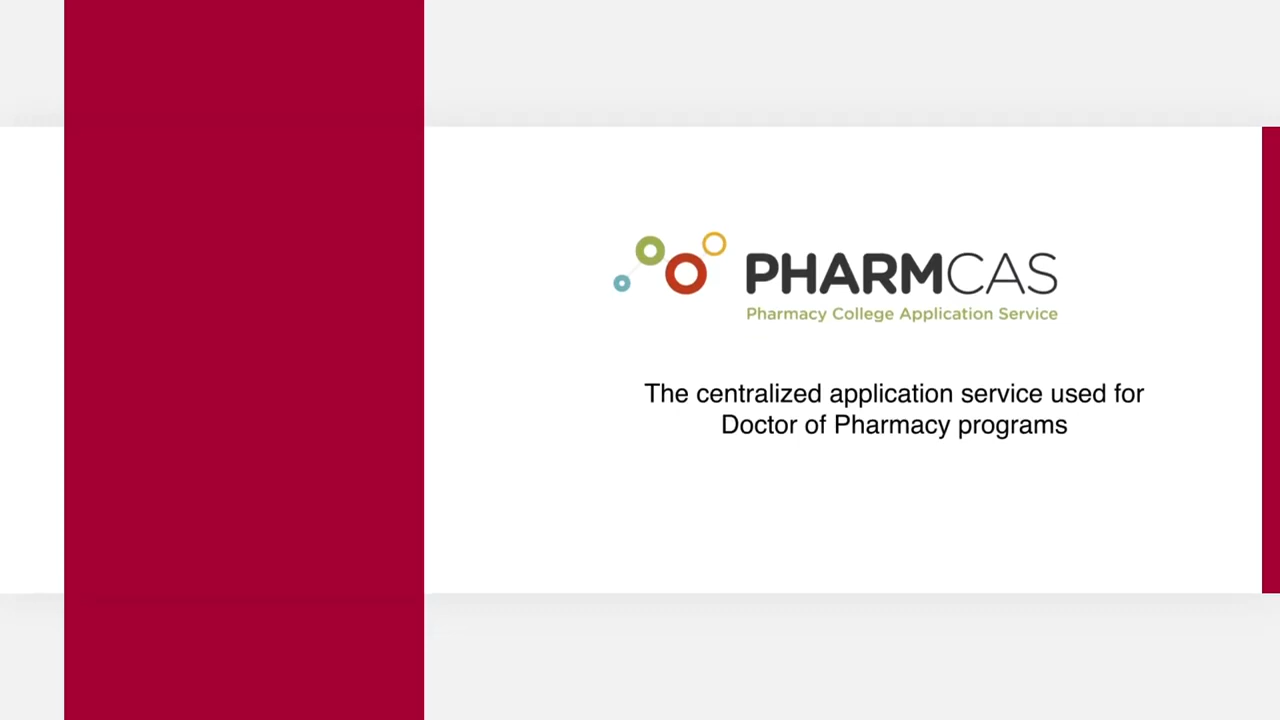 PHARMCAS
Pharmacy College Application Service
The centralized application service used for
Doctor of Pharmacy programs